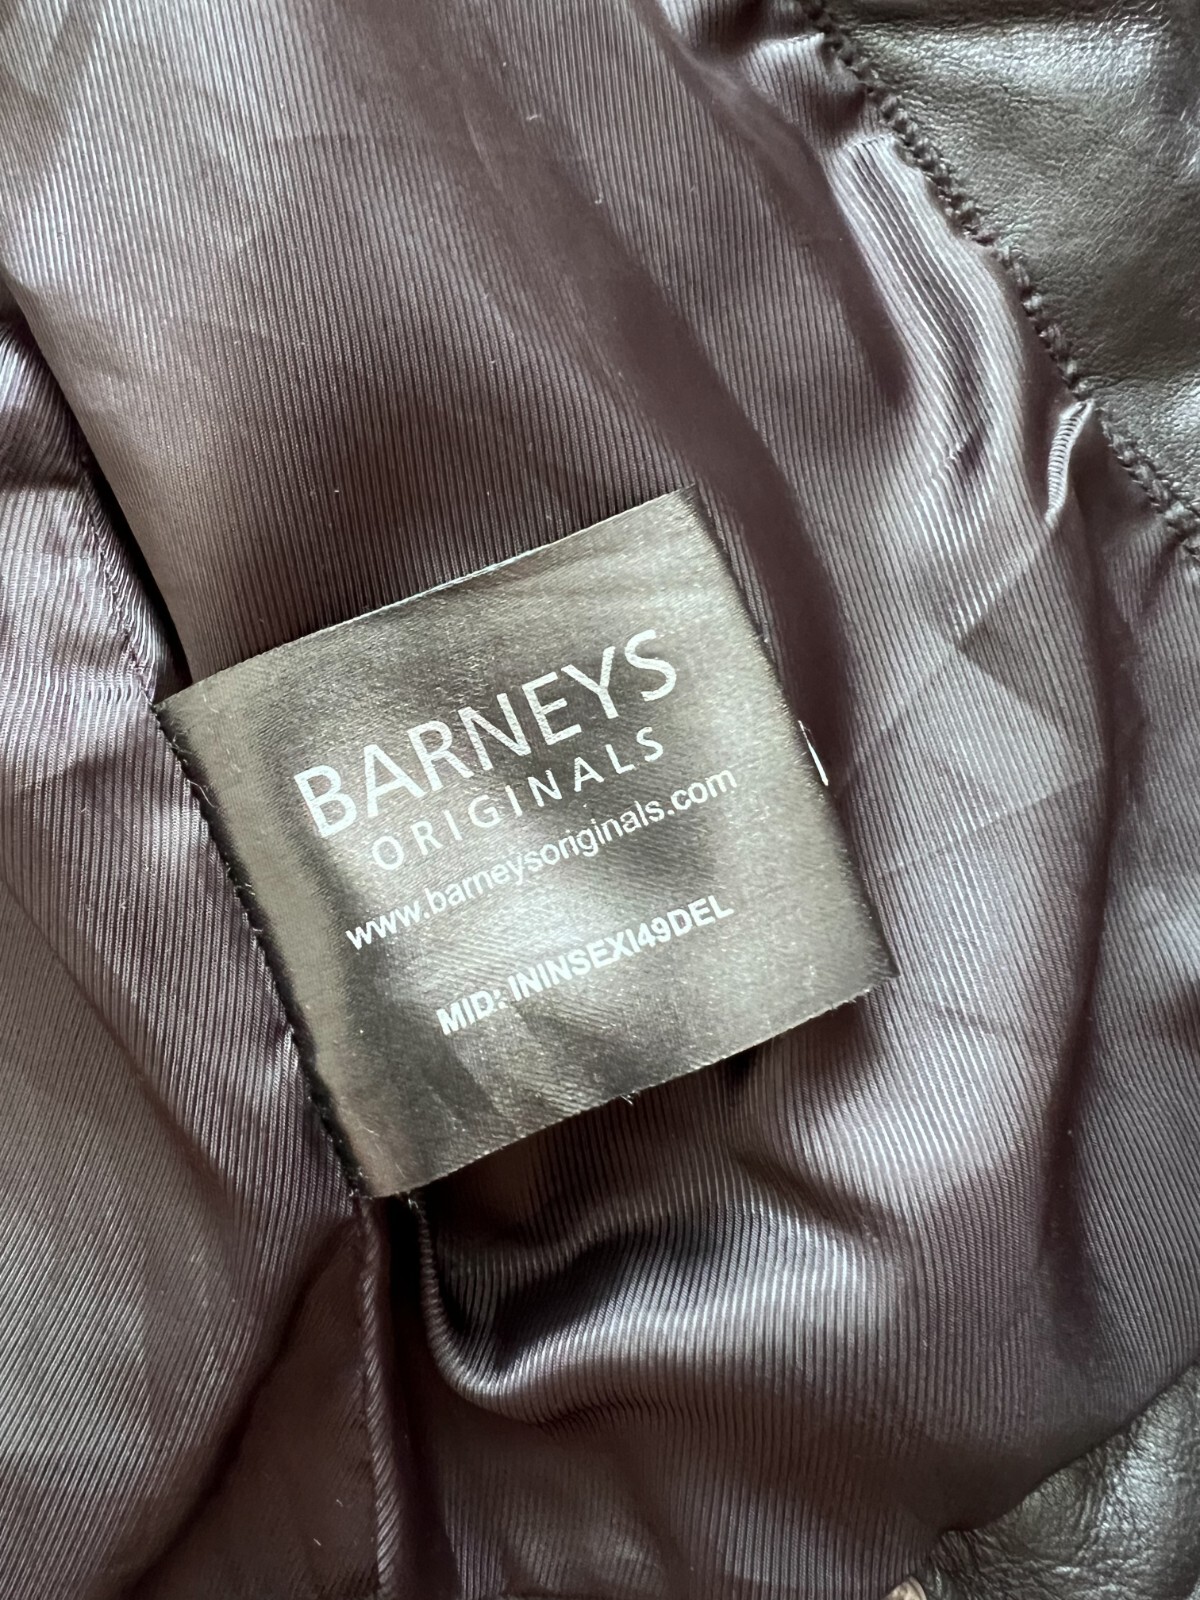 BARNEYS
ORIGINALS
www.barneysoriginals.com
MID: ININSEXI49DEL